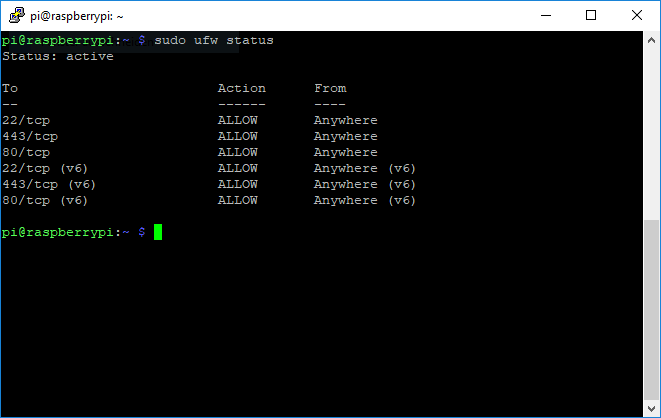 pi@raspberrypi: ~
pi@raspberrypi:~ $ sudo ufw status
Status: active
To                         Action      From
--                         ------      ----
22/tcp                     ALLOW       Anywhere
443/tcp                    ALLOW       Anywhere
80/tcp                     ALLOW       Anywhere
22/tcp (v6)                ALLOW       Anywhere (v6)
443/tcp (v6)               ALLOW       Anywhere (v6)
80/tcp (v6)                ALLOW       Anywhere (v6)
pi@raspberrypi:~ $